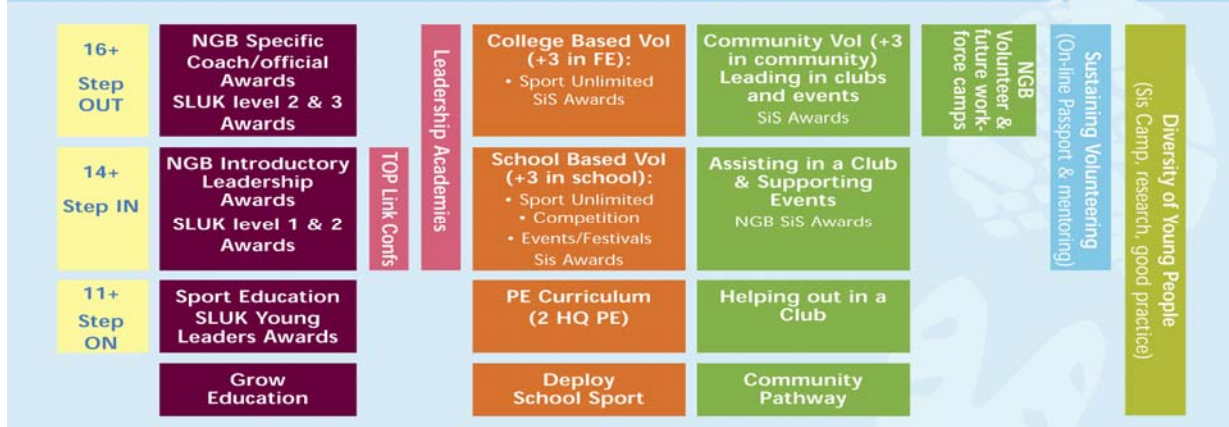 16+
Step
OUT
NGB Specific
Coach/official
Awards
SLUK level 2 & 3
Awards
Leadership Academies
College Based Vol
(+3 in FE):
• Sport Unlimited
SiS Awards
Community Vol (+3
in community)
Leading in clubs
and events
SiS Awards
NGB
Volunteer &
future work-
force camps
Sustaining Volunteering
(On-line Passport & mentoring)
Diversity of Young People
(Sis Camp, research, good practice)
14+
Step IN
NGB Introductory
Leadership
Awards
SLUK level 1 & 2
Awards
TOP Link Confs
School Based Vol
(+3 in school):
• Sport Unlimited
• Competition
• Events/Festivals
Sis Awards
Assisting in a Club
& Supporting
Events
NGB SiS Awards
11+
Step
ON
Sport Education
SLUK Young
Leaders Awards
PE Curriculum
(2 HQ PE)
Helping out in a
Club
Grow
Education
Deploy
School Sport
Community
Pathway